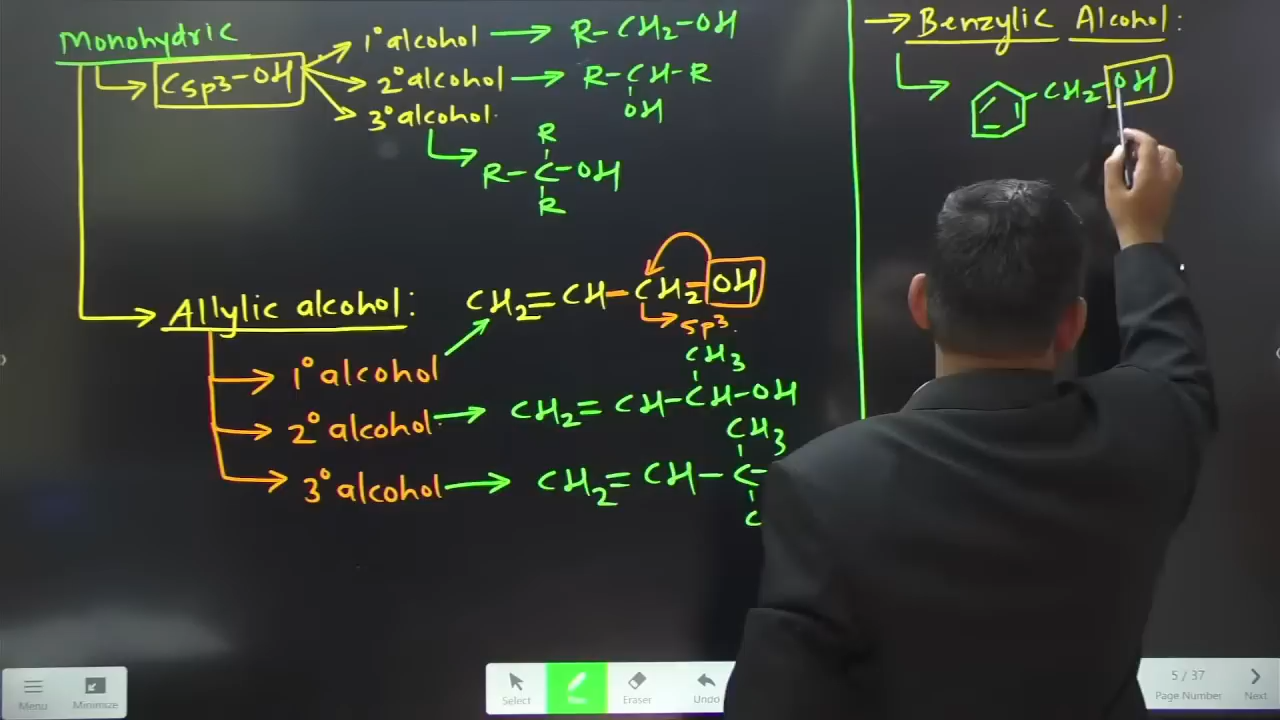 Monohydric
Csp3-OH
1° alcohol → R-CH2-OH
2° alcohol → R-CH-R
OH
3° alcohol
R
R-C-OH
R
Allylic alcohol: CH2=CH-CH2-OH
sp3.
1° alcohol
CH3
2° alcohol → CH2=CH-CH-OH
CH3
3° alcohol → CH2=CH-C-
→ Benzylic Alcohol:
CH2-OH
Menu
Minimize
Select
Eraser
Undo
5 / 37
Page Number
Next